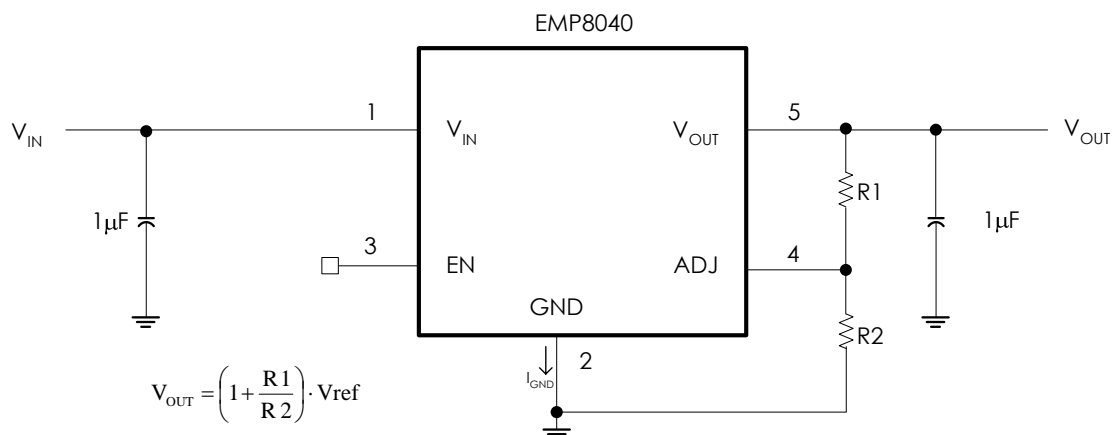 EMP8040
1
5
V_IN
V_IN
V_OUT
V_OUT
R1
1μF
1μF
3
4
EN
ADJ
GND
R2
2
I_GND
V_OUT = (1 + R1/R2) · Vref